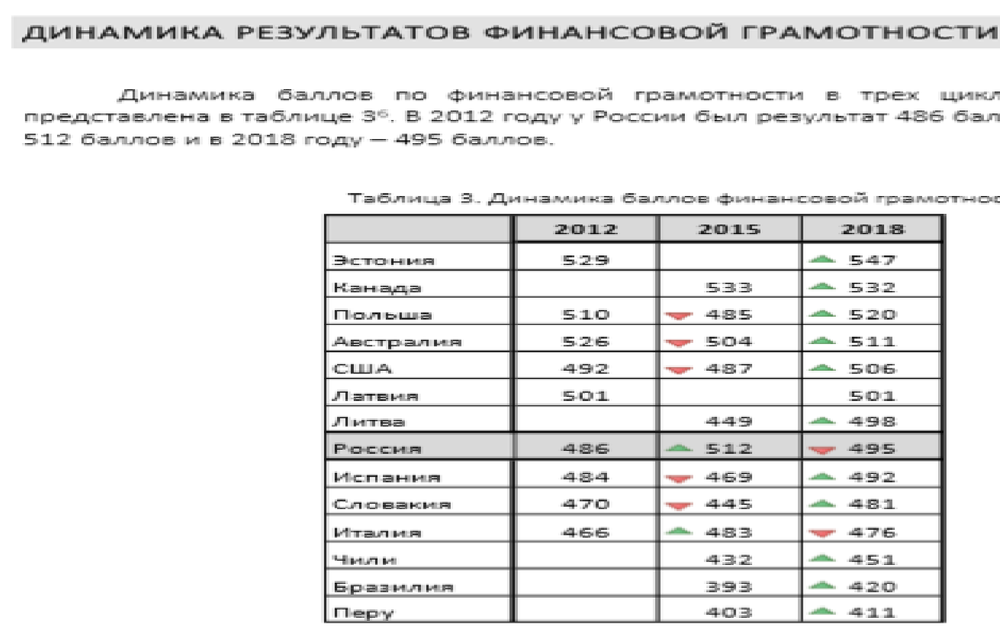 ДИНАМИКА РЕЗУЛЬТАТОВ ФИНАНСОВОЙ ГРАМОТНОСТИ
Динамика баллов по финансовой грамотности в трех цикл
представлена в таблице 3⁶. В 2012 году у России был результат 486 бал
512 баллов и в 2018 году – 495 баллов.
Таблица 3. Динамика баллов финансовой грамотнос
2012 2015 2018
Эстония 529 547
Канада 533 532
Польша 510 485 520
Австралия 526 504 511
США 492 487 506
Латвия 501 501
Литва 449 498
Россия 486 512 495
Испания 484 469 492
Словакия 470 445 481
Италия 466 483 476
Чили 432 451
Бразилия 393 420
Перу 403 411